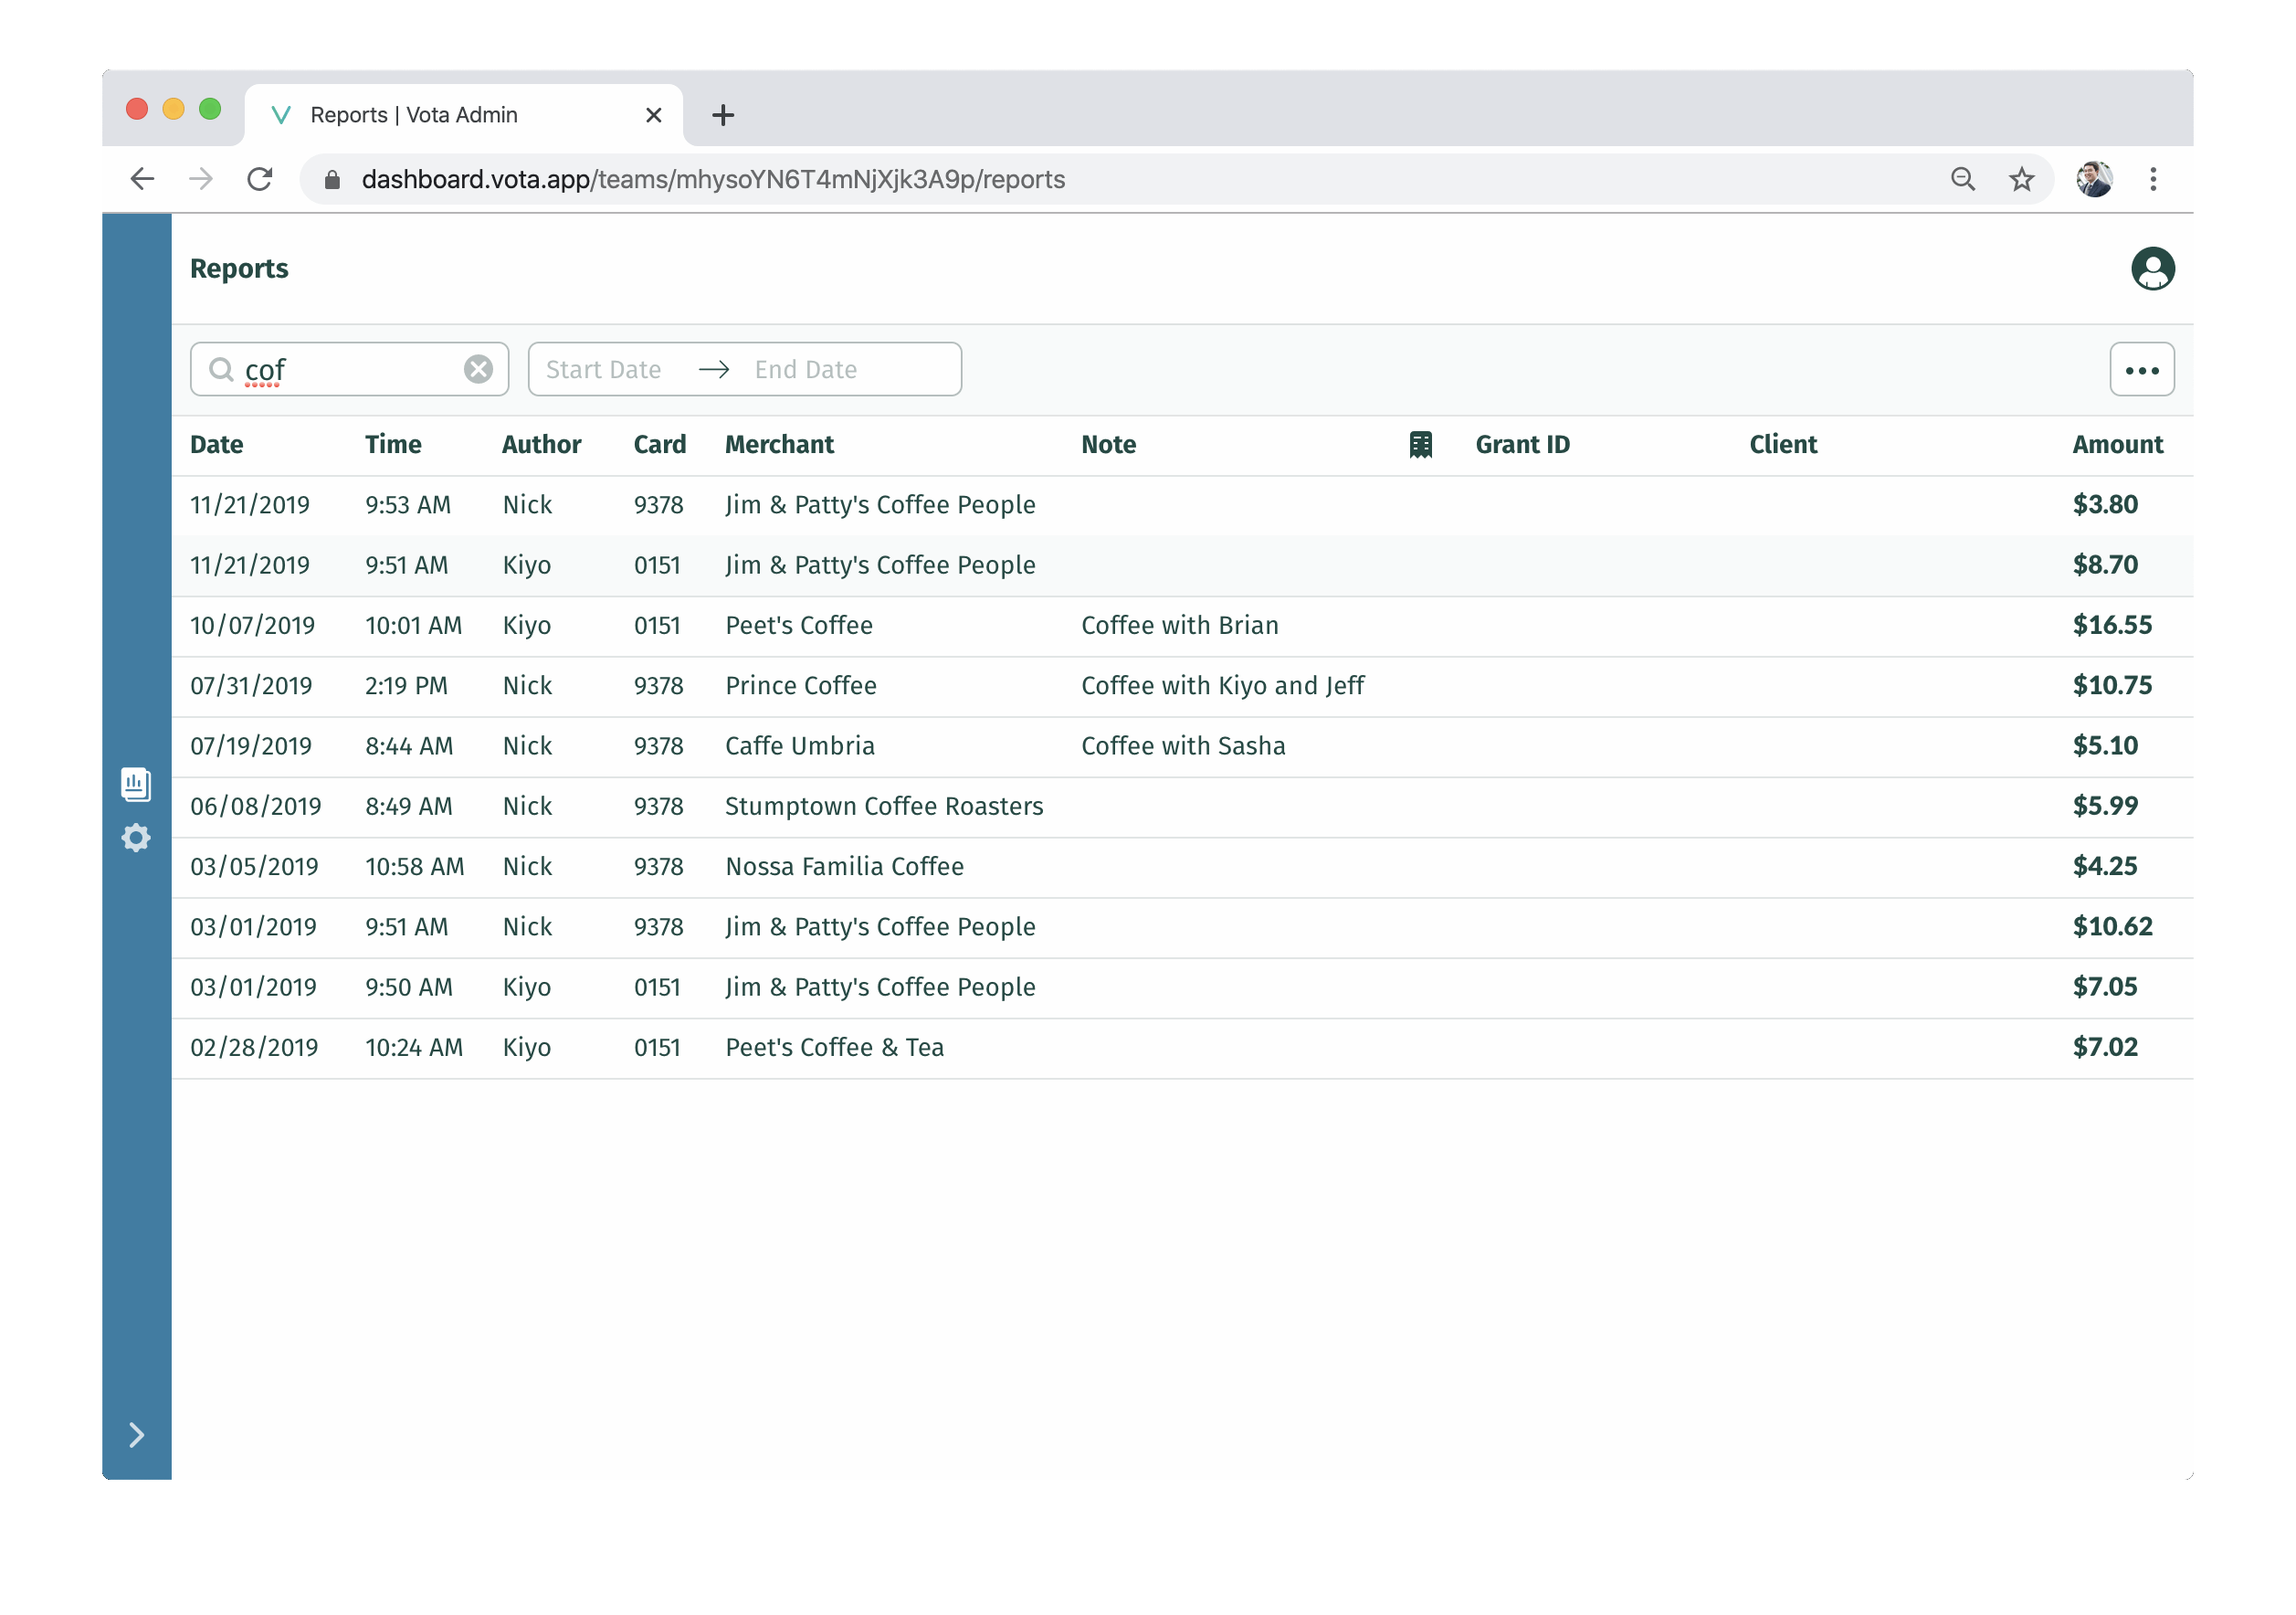 Reports | Vota Admin
dashboard.vota.app/teams/mhysoYN6T4mNjXjk3A9p/reports
Reports
cof Start Date → End Date
Date Time Author Card Merchant Note Grant ID Client Amount
11/21/2019 9:53 AM Nick 9378 Jim & Patty's Coffee People $3.80
11/21/2019 9:51 AM Kiyo 0151 Jim & Patty's Coffee People $8.70
10/07/2019 10:01 AM Kiyo 0151 Peet's Coffee Coffee with Brian $16.55
07/31/2019 2:19 PM Nick 9378 Prince Coffee Coffee with Kiyo and Jeff $10.75
07/19/2019 8:44 AM Nick 9378 Caffe Umbria Coffee with Sasha $5.10
06/08/2019 8:49 AM Nick 9378 Stumptown Coffee Roasters $5.99
03/05/2019 10:58 AM Nick 9378 Nossa Familia Coffee $4.25
03/01/2019 9:51 AM Nick 9378 Jim & Patty's Coffee People $10.62
03/01/2019 9:50 AM Kiyo 0151 Jim & Patty's Coffee People $7.05
02/28/2019 10:24 AM Kiyo 0151 Peet's Coffee & Tea $7.02